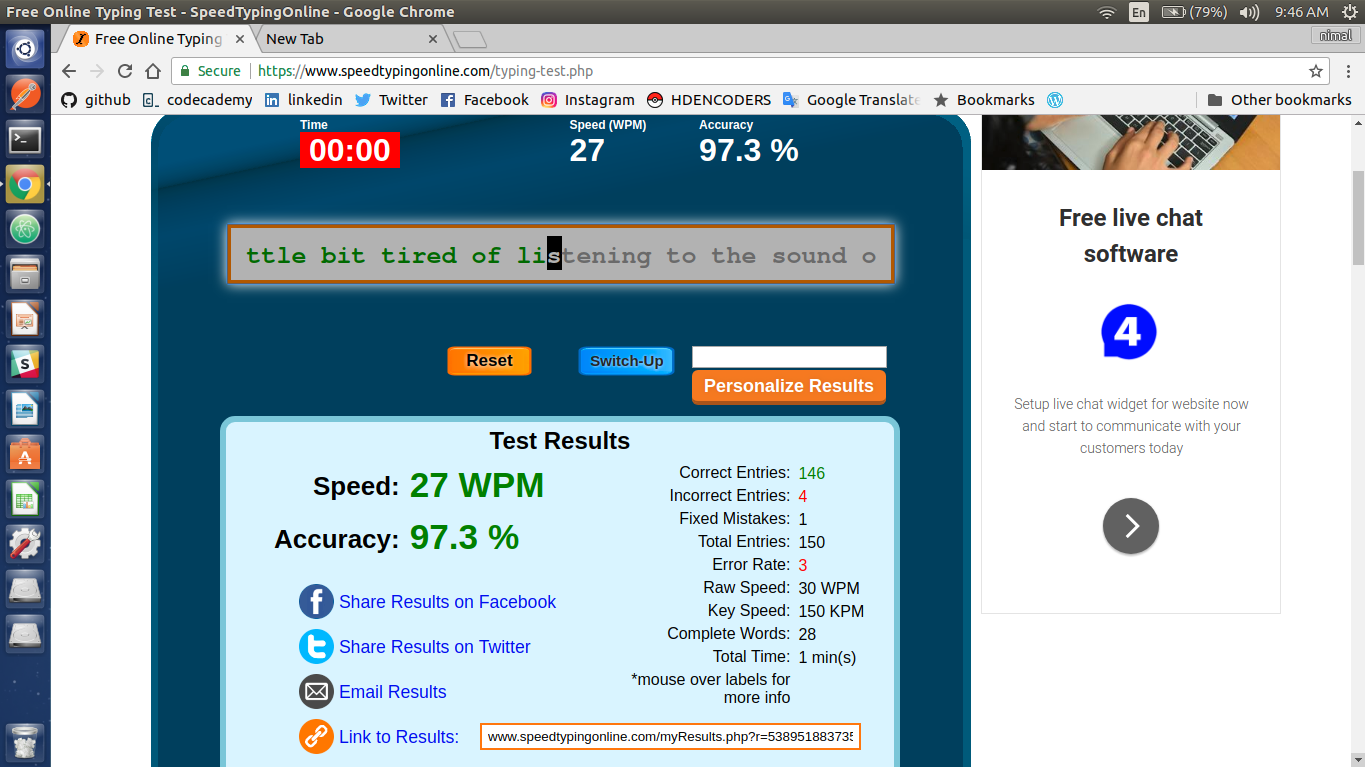 Free Online Typing Test - SpeedTypingOnline - Google Chrome
En
(79%)
9:46 AM
Free Online Typing
New Tab
nimal
Secure
https://www.speedtypingonline.com/typing-test.php
github
codecademy
linkedin
Twitter
Facebook
Instagram
HDENCODERS
Google Translate
Bookmarks
Other bookmarks
Time
Speed (WPM)
Accuracy
00:00
27
97.3 %
ttle bit tired of listening to the sound o
Reset
Switch-Up
Personalize Results
Test Results
Speed: 27 WPM
Accuracy: 97.3 %
Share Results on Facebook
Share Results on Twitter
Email Results
Link to Results:
www.speedtypingonline.com/myResults.php?r=538951883735
Correct Entries: 146
Incorrect Entries: 4
Fixed Mistakes: 1
Total Entries: 150
Error Rate: 3
Raw Speed: 30 WPM
Key Speed: 150 KPM
Complete Words: 28
Total Time: 1 min(s)
*mouse over labels for
more info
Free live chat
software
4
Setup live chat widget for website now
and start to communicate with your
customers today